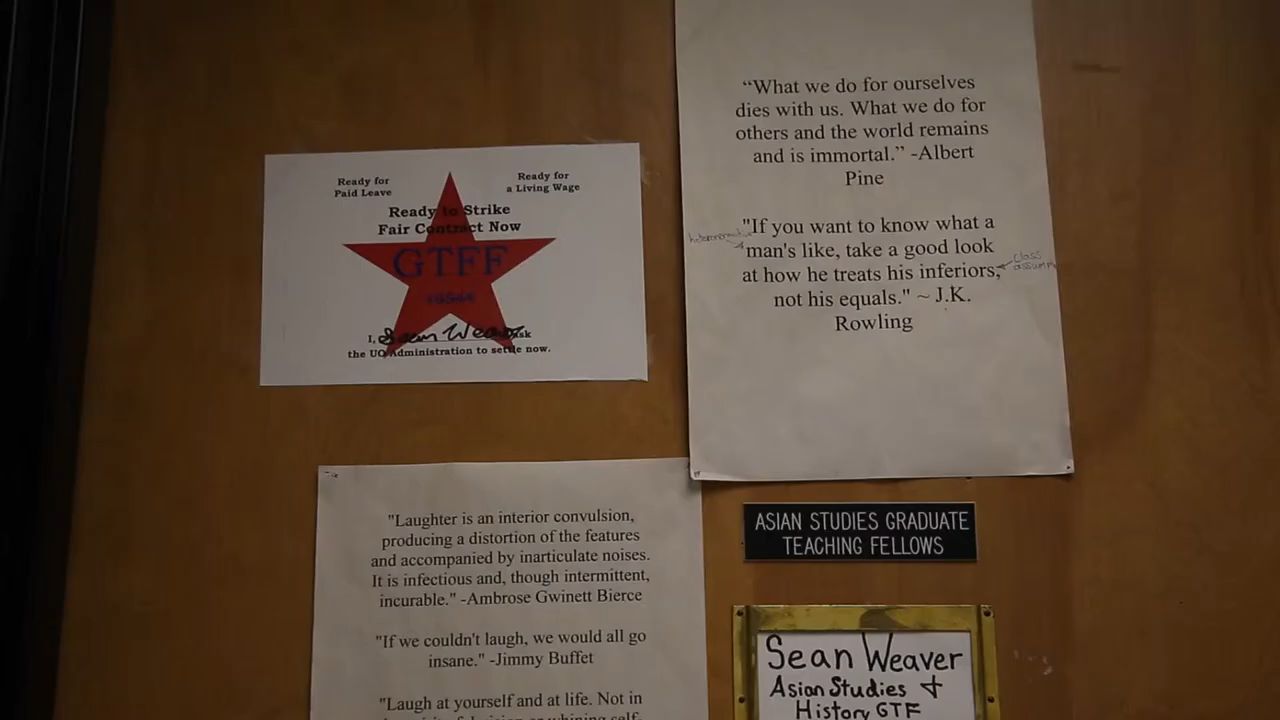 Ready for
Paid Leave
Ready for
a Living Wage
Ready to Strike
Fair Contract Now
GTFF
I, Sean Weaver ask
the UO Administration to settle now.
“What we do for ourselves
dies with us. What we do for
others and the world remains
and is immortal.” -Albert
Pine
"If you want to know what a
man's like, take a good look
at how he treats his inferiors,
not his equals." ~ J.K.
Rowling
class
"Laughter is an interior convulsion,
producing a distortion of the features
and accompanied by inarticulate noises.
It is infectious and, though intermittent,
incurable." -Ambrose Gwinett Bierce
"If we couldn't laugh, we would all go
insane." -Jimmy Buffet
"Laugh at yourself and at life. Not in
ASIAN STUDIES GRADUATE
TEACHING FELLOWS
Sean Weaver
Asian Studies &
History GTF